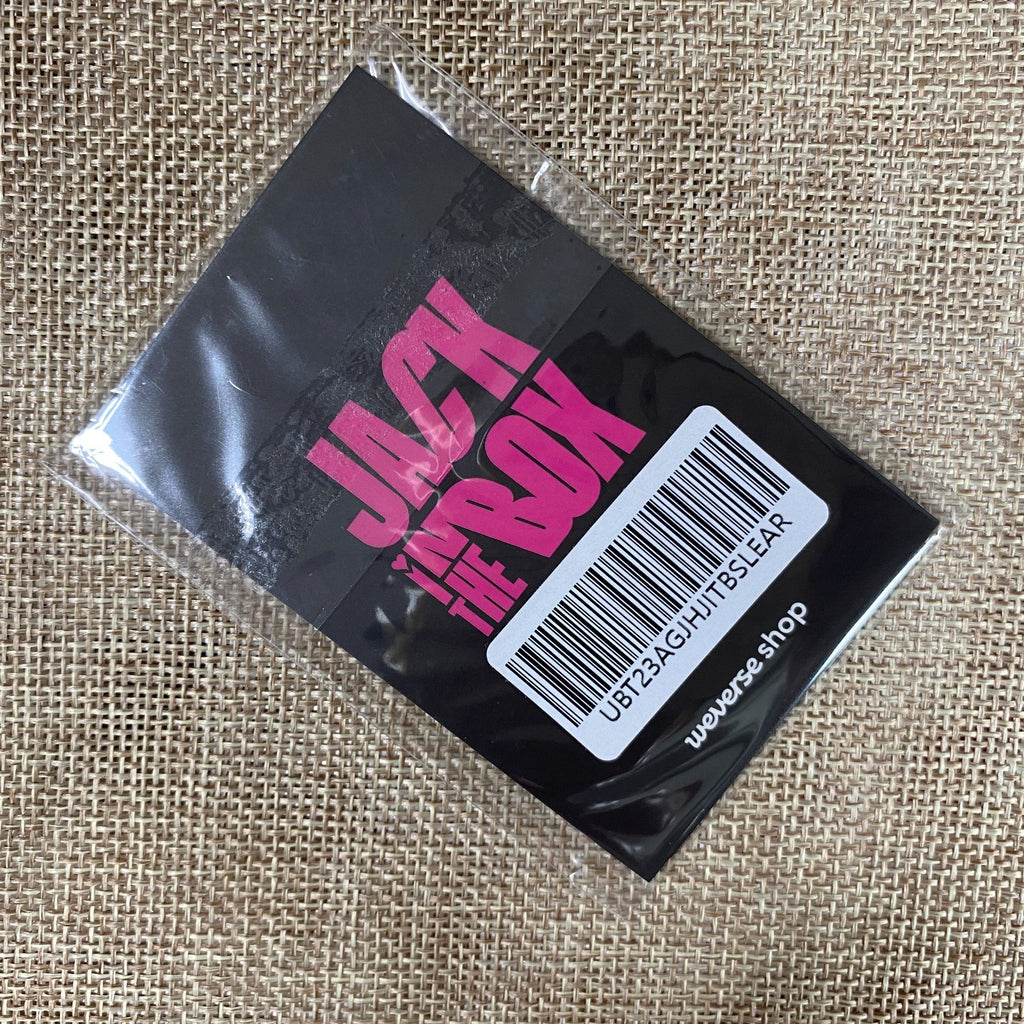 JACK
iN
THE
BOX
UBT23AGJHJITBSLEAR
weverse shop